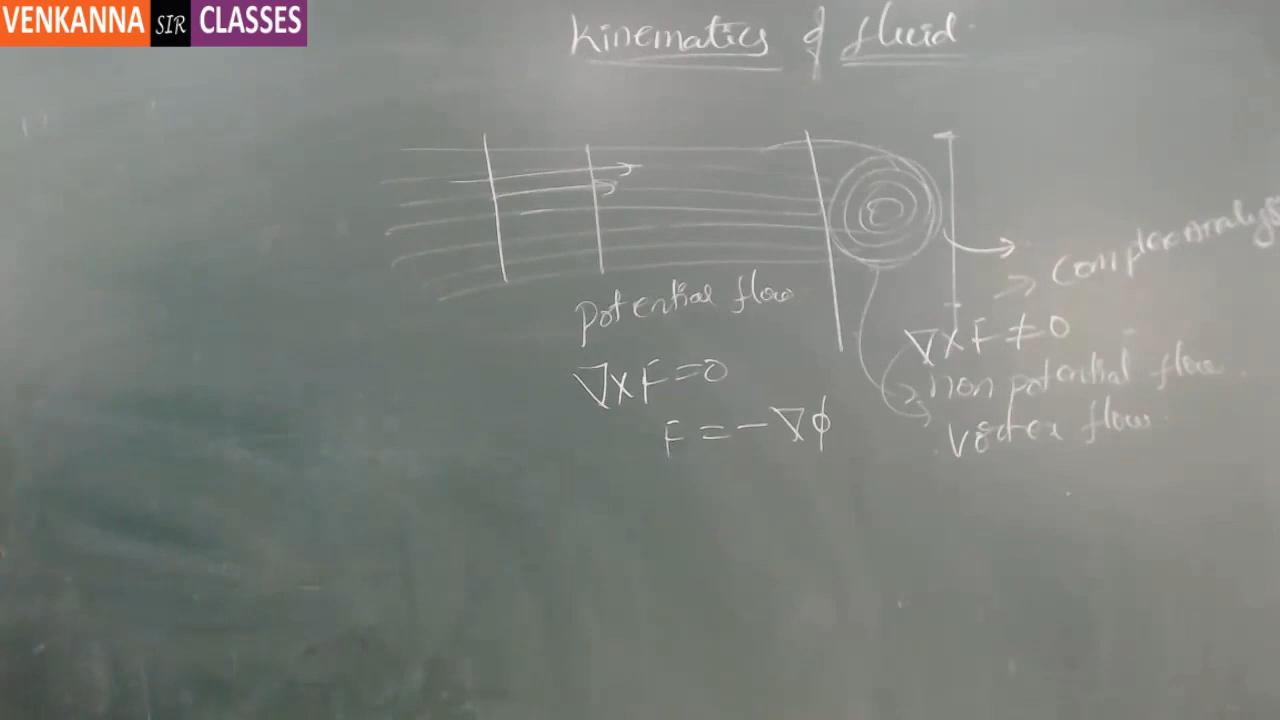 VENKANNA SIR CLASSES
Kinematics of fluid.
Complex analysis
potential flow
∇×F≠0
∇×F=0
non potential flow.
F=-∇ϕ
Vortex flow.